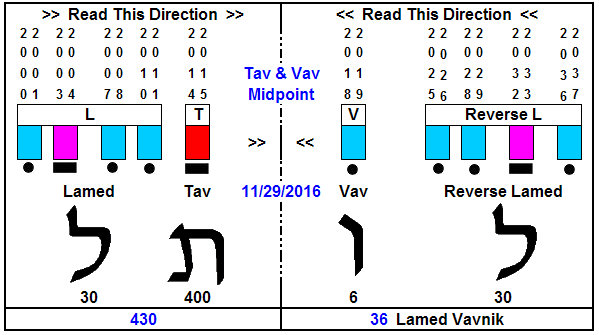 >> Read This Direction >>
<< Read This Direction <<
2 2 2 2 2 2 2 2 2 2 2 2 2 2 2 2 2 2 2 2
0 0 0 0 0 0 0 0 0 0 0 0 0 0 0 0 0 0 0 0
0 0 0 0 0 0 1 1 1 1 Tav & Vav 1 1 2 2 2 2 3 3 3 3
0 1 3 4 7 8 0 1 4 5 Midpoint 8 9 5 6 8 9 2 3 6 7
L T V Reverse L
>> <<
Lamed Tav 11/29/2016 Vav Reverse Lamed
ל ת ו ל
30 400 6 30
430 36 Lamed Vavnik